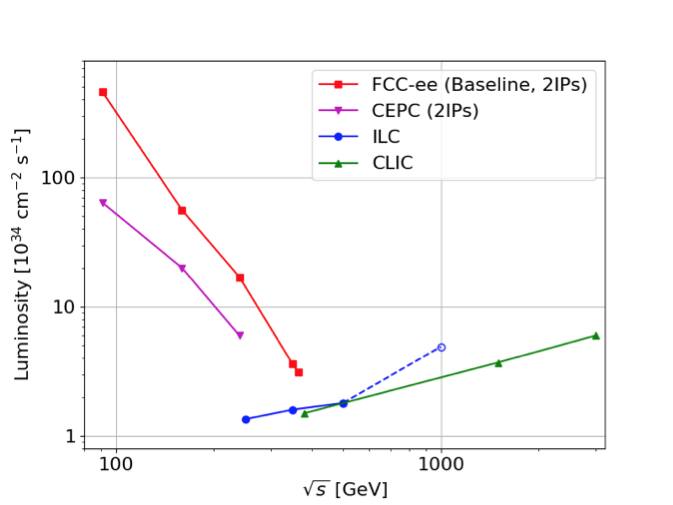 FCC-ee (Baseline, 2IPs)
CEPC (2IPs)
ILC
CLIC
100
10
1
Luminosity [10³⁴ cm⁻² s⁻¹]
100
1000
√s [GeV]